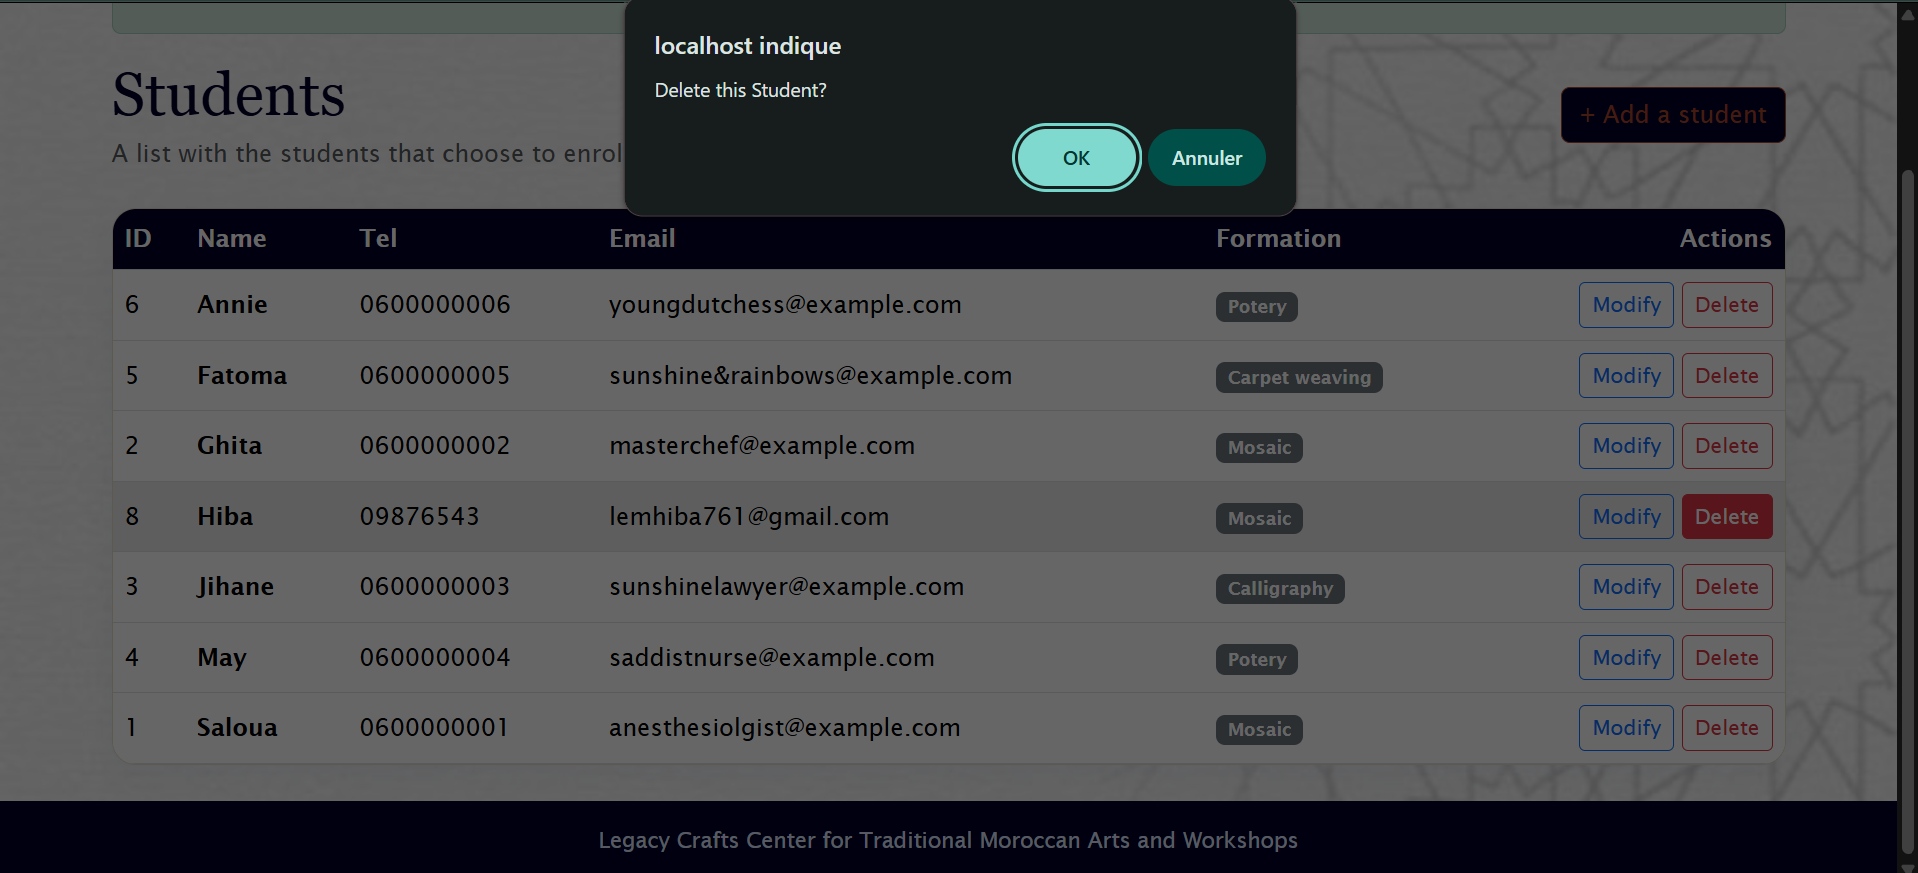 localhost indique
Delete this Student?
OK Annuler
Students
A list with the students that choose to enrol
+ Add a student
ID Name Tel Email Formation Actions
6 Annie 0600000006 youngdutchess@example.com Potery Modify Delete
5 Fatoma 0600000005 sunshine&rainbows@example.com Carpet weaving Modify Delete
2 Ghita 0600000002 masterchef@example.com Mosaic Modify Delete
8 Hiba 09876543 lemhiba761@gmail.com Mosaic Modify Delete
3 Jihane 0600000003 sunshinelawyer@example.com Calligraphy Modify Delete
4 May 0600000004 saddistnurse@example.com Potery Modify Delete
1 Saloua 0600000001 anesthesiolgist@example.com Mosaic Modify Delete
Legacy Crafts Center for Traditional Moroccan Arts and Workshops